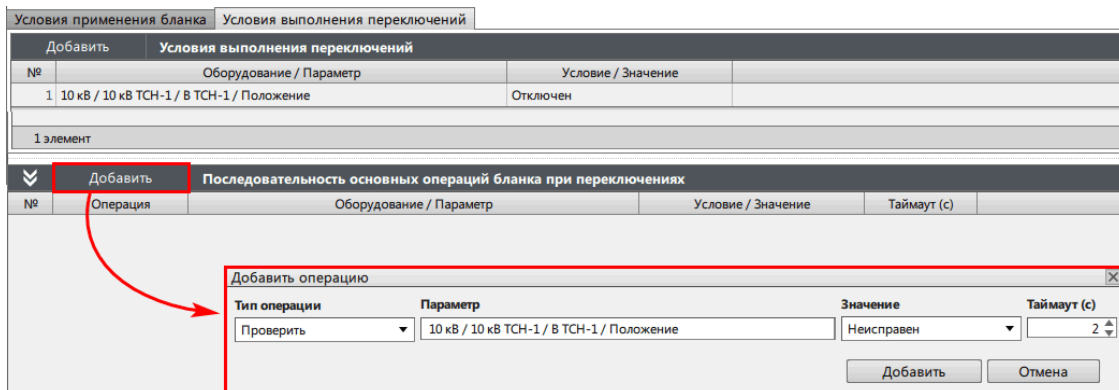 Условия применения бланка Условия выполнения переключений
Добавить Условия выполнения переключений
№ Оборудование / Параметр Условие / Значение
1 10 кВ / 10 кВ ТСН-1 / В ТСН-1 / Положение Отключен
1 элемент
Добавить Последовательность основных операций бланка при переключениях
№ Операция Оборудование / Параметр Условие / Значение Таймаут (с)
Добавить операцию
Тип операции Параметр Значение Таймаут (с)
Проверить 10 кВ / 10 кВ ТСН-1 / В ТСН-1 / Положение Неисправен 2
Добавить Отмена